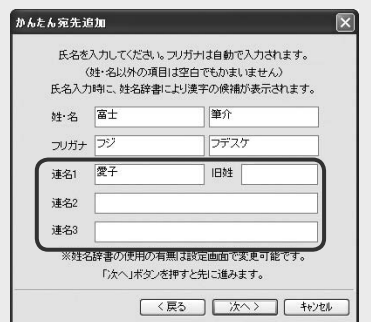 かんたん宛先追加
氏名を入力してください。フリガナは自動で入力されます。
(姓・名以外の項目は空白でもかまいません)
氏名入力時に、姓名辞書により漢字の候補が表示されます。
姓・名 富士 筆介
フリガナ フジ フデスケ
連名1 愛子 旧姓
連名2
連名3
※姓名辞書の使用の有無は設定画面で変更可能です。
「次へ」ボタンを押すと先に進みます。
<戻る 次へ> キャンセル